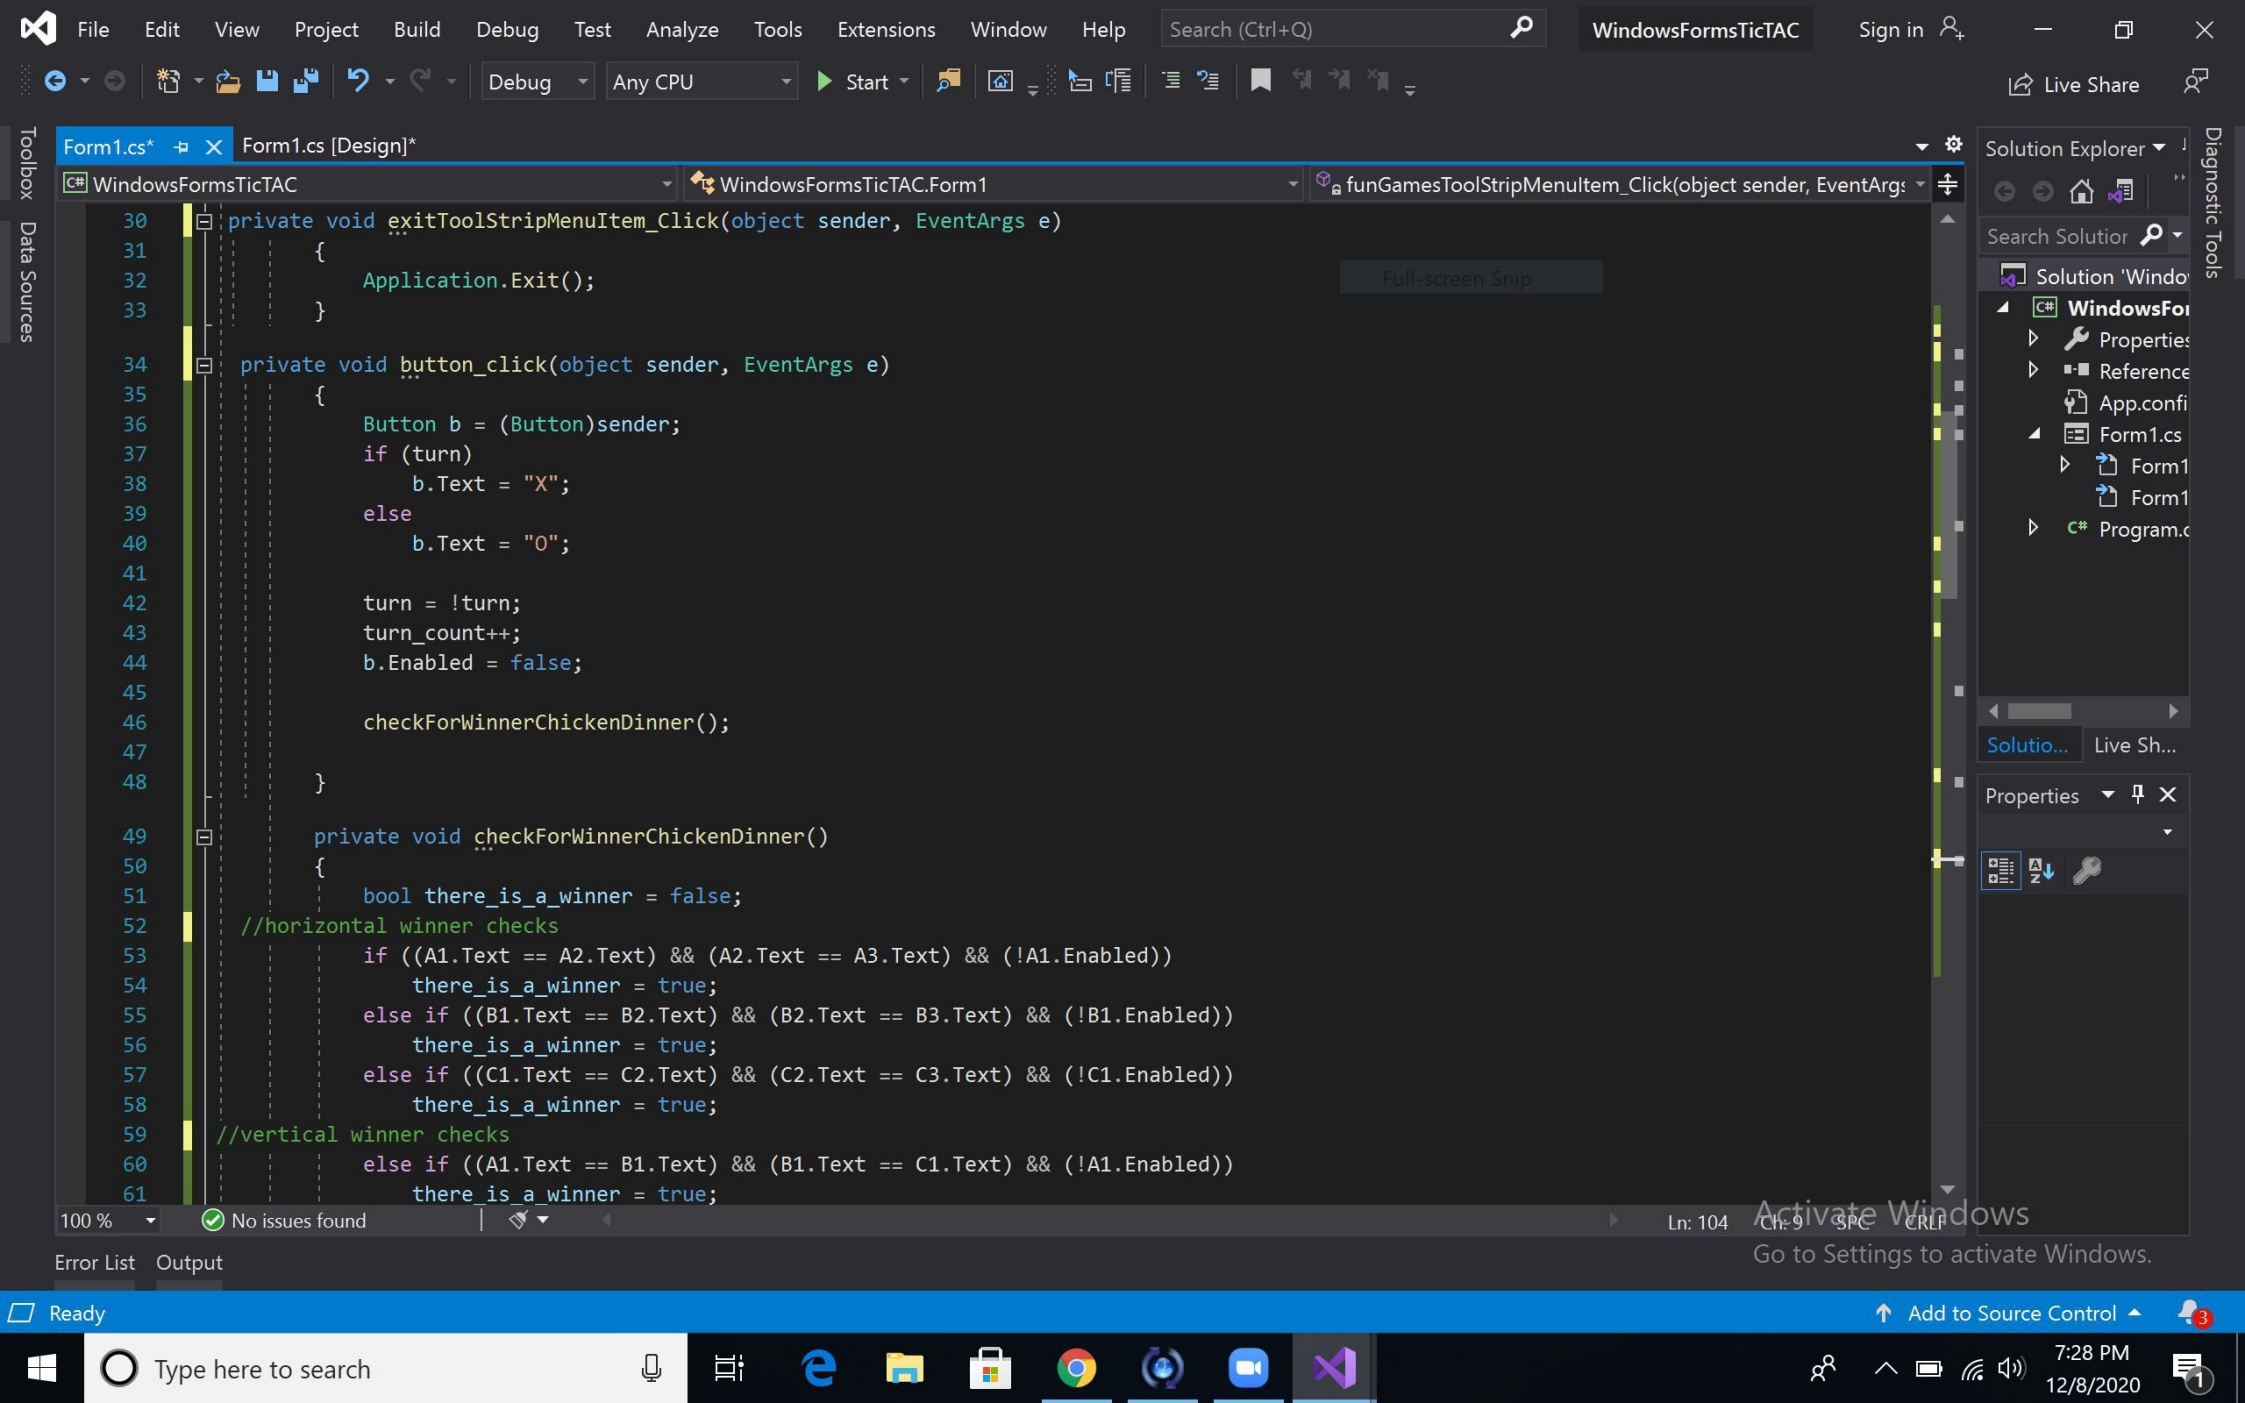 File Edit View Project Build Debug Test Analyze Tools Extensions Window Help Search (Ctrl+Q) WindowsFormsTicTAC Sign in
Debug Any CPU Start Live Share
Toolbox
Data Sources
Form1.cs* Form1.cs [Design]*
C# WindowsFormsTicTAC WindowsFormsTicTAC.Form1 funGamesToolStripMenuItem_Click(object sender, EventArgs
30 private void exitToolStripMenuItem_Click(object sender, EventArgs e)
31 {
32 Application.Exit();
Full-screen Snip
33 }
34 private void button_click(object sender, EventArgs e)
35 {
36 Button b = (Button)sender;
37 if (turn)
38 b.Text = "X";
39 else
40 b.Text = "O";
41
42 turn = !turn;
43 turn_count++;
44 b.Enabled = false;
45
46 checkForWinnerChickenDinner();
47
48 }
49 private void checkForWinnerChickenDinner()
50 {
51 bool there_is_a_winner = false;
52 //horizontal winner checks
53 if ((A1.Text == A2.Text) && (A2.Text == A3.Text) && (!A1.Enabled))
54 there_is_a_winner = true;
55 else if ((B1.Text == B2.Text) && (B2.Text == B3.Text) && (!B1.Enabled))
56 there_is_a_winner = true;
57 else if ((C1.Text == C2.Text) && (C2.Text == C3.Text) && (!C1.Enabled))
58 there_is_a_winner = true;
59 //vertical winner checks
60 else if ((A1.Text == B1.Text) && (B1.Text == C1.Text) && (!A1.Enabled))
61 there_is_a_winner = true;
100 % No issues found Ln: 104 Ch: 9 SPC CRLF
Error List Output
Solution Explorer
Search Solution
Solution 'Windo
C# WindowsFor
Properties
Reference
App.confi
Form1.cs
Form1
Form1
C# Program.c
Solutio... Live Sh...
Properties
Diagnostic Tools
Activate Windows
Go to Settings to activate Windows.
Ready Add to Source Control 3
Type here to search
7:28 PM
12/8/2020
1